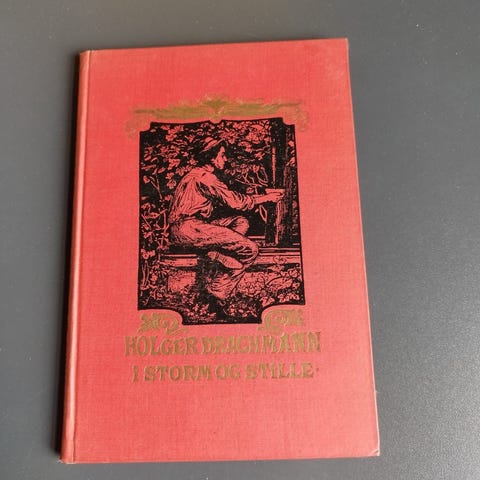 HOLGER DRACHMANN
I STORM OG STILLE